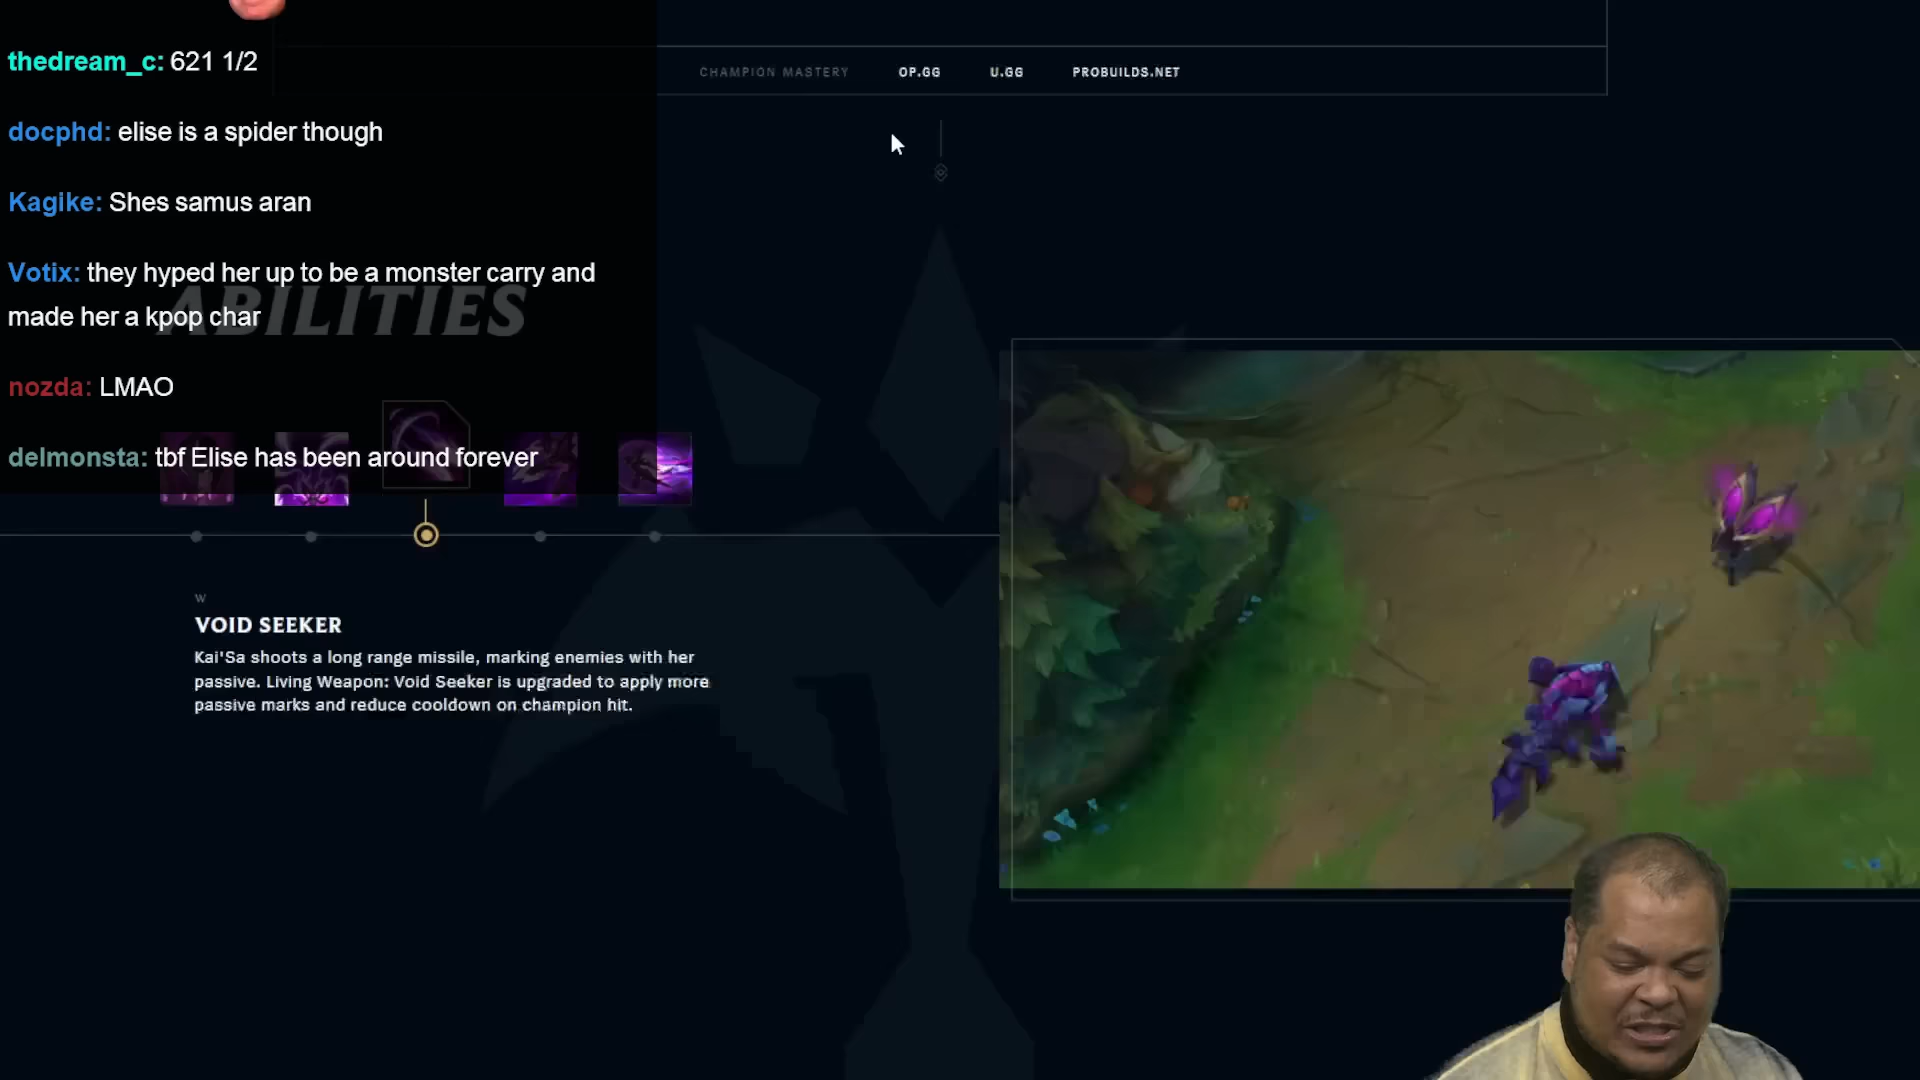 thedream_c: 621 1/2
CHAMPION MASTERY
OP.GG
U.GG
PROBUILDS.NET
docphd: elise is a spider though
Kagike: Shes samus aran
Votix: they hyped her up to be a monster carry and
made her a kpop char
ABILITIES
nozda: LMAO
delmonsta: tbf Elise has been around forever
W
VOID SEEKER
Kai'Sa shoots a long range missile, marking enemies with her
passive. Living Weapon: Void Seeker is upgraded to apply more
passive marks and reduce cooldown on champion hit.